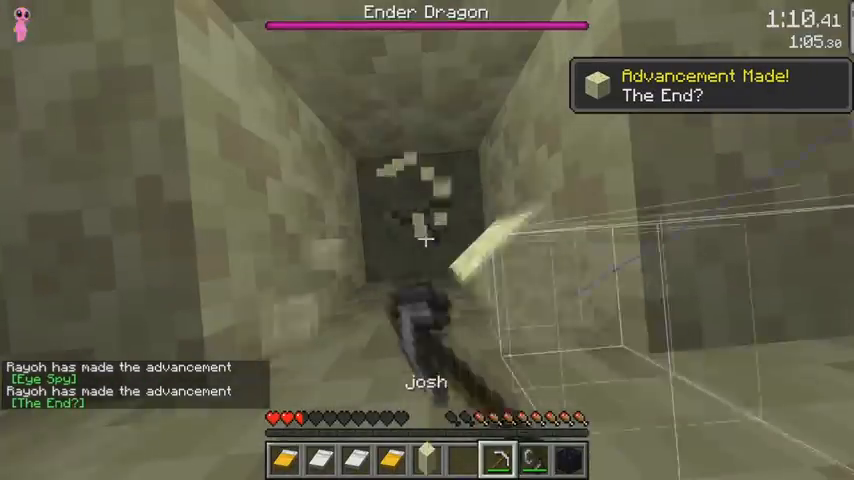 Ender Dragon
1:10.41
1:05.30
Advancement Made!
The End?
Rayoh has made the advancement
[Eye Spy]
Rayoh has made the advancement
[The End?]
josh